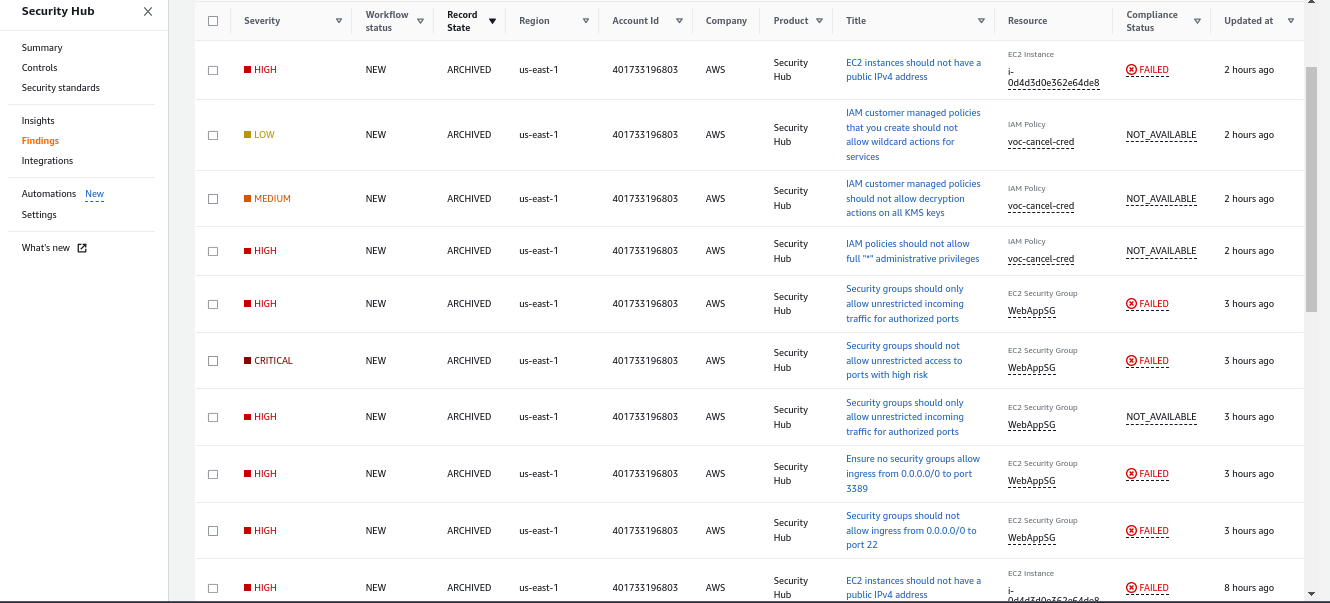 Security Hub
Summary
Controls
Security standards
Insights
Findings
Integrations
Automations New
Settings
What's new
Severity
Workflow
status
Record
State
Region
Account Id
Company
Product
Title
Resource
Compliance
Status
Updated at
HIGH
NEW
ARCHIVED
us-east-1
401733196803
AWS
Security
Hub
EC2 instances should not have a
public IPv4 address
EC2 Instance
i-
0d4d3d0e362e64de8
FAILED
2 hours ago
LOW
NEW
ARCHIVED
us-east-1
401733196803
AWS
Security
Hub
IAM customer managed policies
that you create should not
allow wildcard actions for
services
IAM Policy
voc-cancel-cred
NOT_AVAILABLE
2 hours ago
MEDIUM
NEW
ARCHIVED
us-east-1
401733196803
AWS
Security
Hub
IAM customer managed policies
should not allow decryption
actions on all KMS keys
IAM Policy
voc-cancel-cred
NOT_AVAILABLE
2 hours ago
HIGH
NEW
ARCHIVED
us-east-1
401733196803
AWS
Security
Hub
IAM policies should not allow
full "*" administrative privileges
IAM Policy
voc-cancel-cred
NOT_AVAILABLE
2 hours ago
HIGH
NEW
ARCHIVED
us-east-1
401733196803
AWS
Security
Hub
Security groups should only
allow unrestricted incoming
traffic for authorized ports
EC2 Security Group
WebAppSG
FAILED
3 hours ago
CRITICAL
NEW
ARCHIVED
us-east-1
401733196803
AWS
Security
Hub
Security groups should not
allow unrestricted access to
ports with high risk
EC2 Security Group
WebAppSG
FAILED
3 hours ago
HIGH
NEW
ARCHIVED
us-east-1
401733196803
AWS
Security
Hub
Security groups should only
allow unrestricted incoming
traffic for authorized ports
EC2 Security Group
WebAppSG
NOT_AVAILABLE
3 hours ago
HIGH
NEW
ARCHIVED
us-east-1
401733196803
AWS
Security
Hub
Ensure no security groups allow
ingress from 0.0.0.0/0 to port
3389
EC2 Security Group
WebAppSG
FAILED
3 hours ago
HIGH
NEW
ARCHIVED
us-east-1
401733196803
AWS
Security
Hub
Security groups should not
allow ingress from 0.0.0.0/0 to
port 22
EC2 Security Group
WebAppSG
FAILED
3 hours ago
HIGH
NEW
ARCHIVED
us-east-1
401733196803
AWS
Security
Hub
EC2 instances should not have a
public IPv4 address
EC2 Instance
i-
0d4d3d0e362e64de8
FAILED
8 hours ago